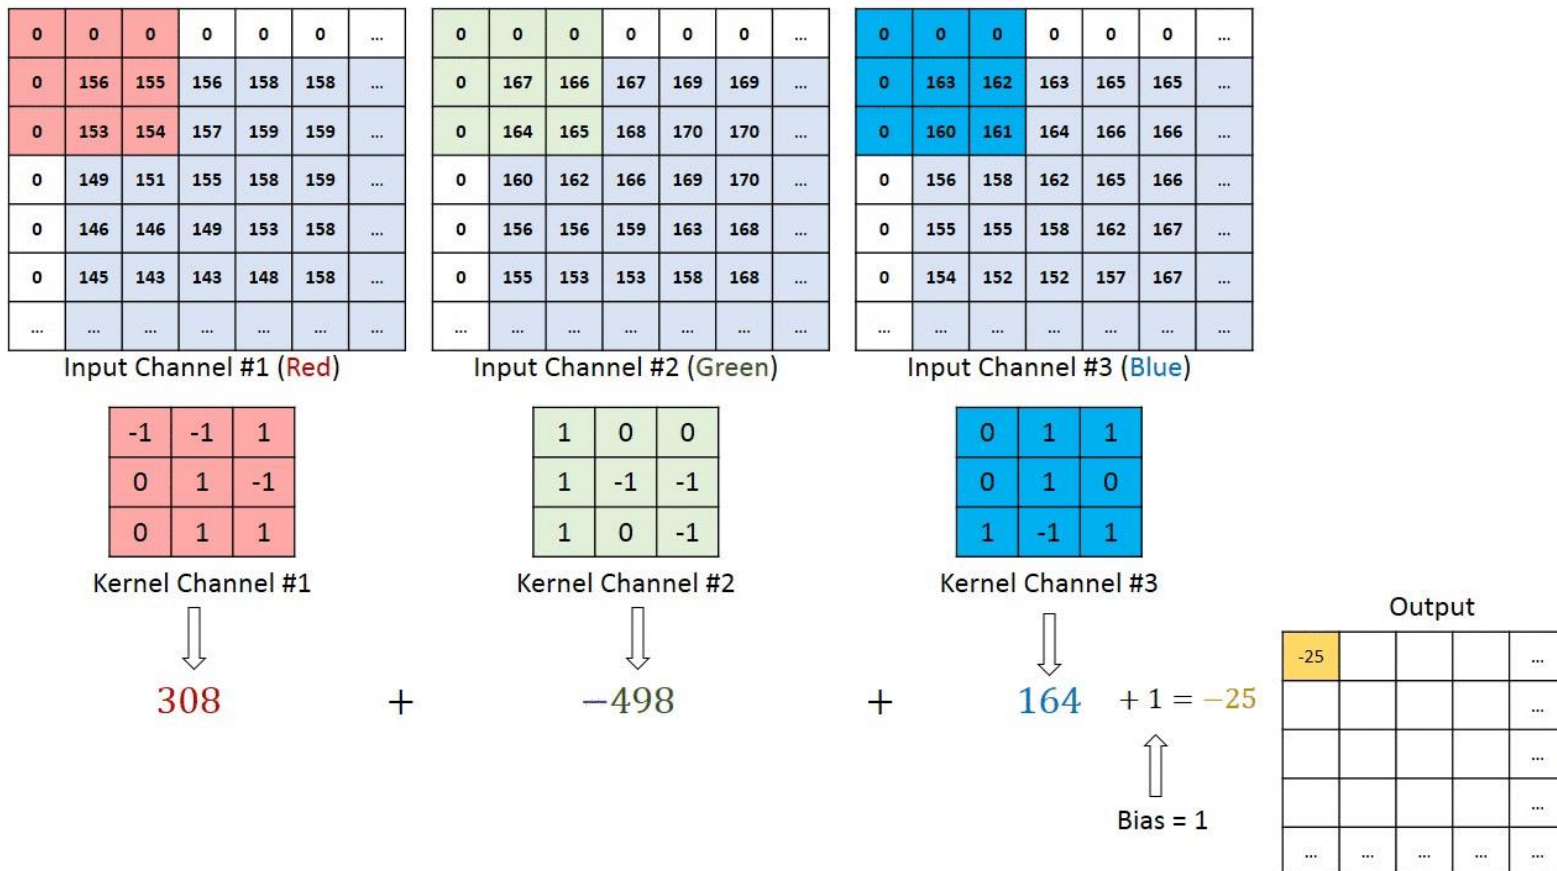 0 0 0 0 0 0 ... 0 0 0 0 0 0 ... 0 0 0 0 0 0 ...
0 156 155 156 158 158 ... 0 167 166 167 169 169 ... 0 163 162 163 165 165 ...
0 153 154 157 159 159 ... 0 164 165 168 170 170 ... 0 160 161 164 166 166 ...
0 149 151 155 158 159 ... 0 160 162 166 169 170 ... 0 156 158 162 165 166 ...
0 146 146 149 153 158 ... 0 156 156 159 163 168 ... 0 155 155 158 162 167 ...
0 145 143 143 148 158 ... 0 155 153 153 158 168 ... 0 154 152 152 157 167 ...
... ... ... ... ... ... ... ... ... ... ... ... ... ... ... ... ... ... ... ... ...
Input Channel #1 (Red) Input Channel #2 (Green) Input Channel #3 (Blue)
-1 -1 1 1 0 0 0 1 1
0 1 -1 1 -1 -1 0 1 0
0 1 1 1 0 -1 1 -1 1
Kernel Channel #1 Kernel Channel #2 Kernel Channel #3
Output
-25 ...
308 + −498 + 164 + 1 = −25
...
...
Bias = 1
...
... ... ... ... ...